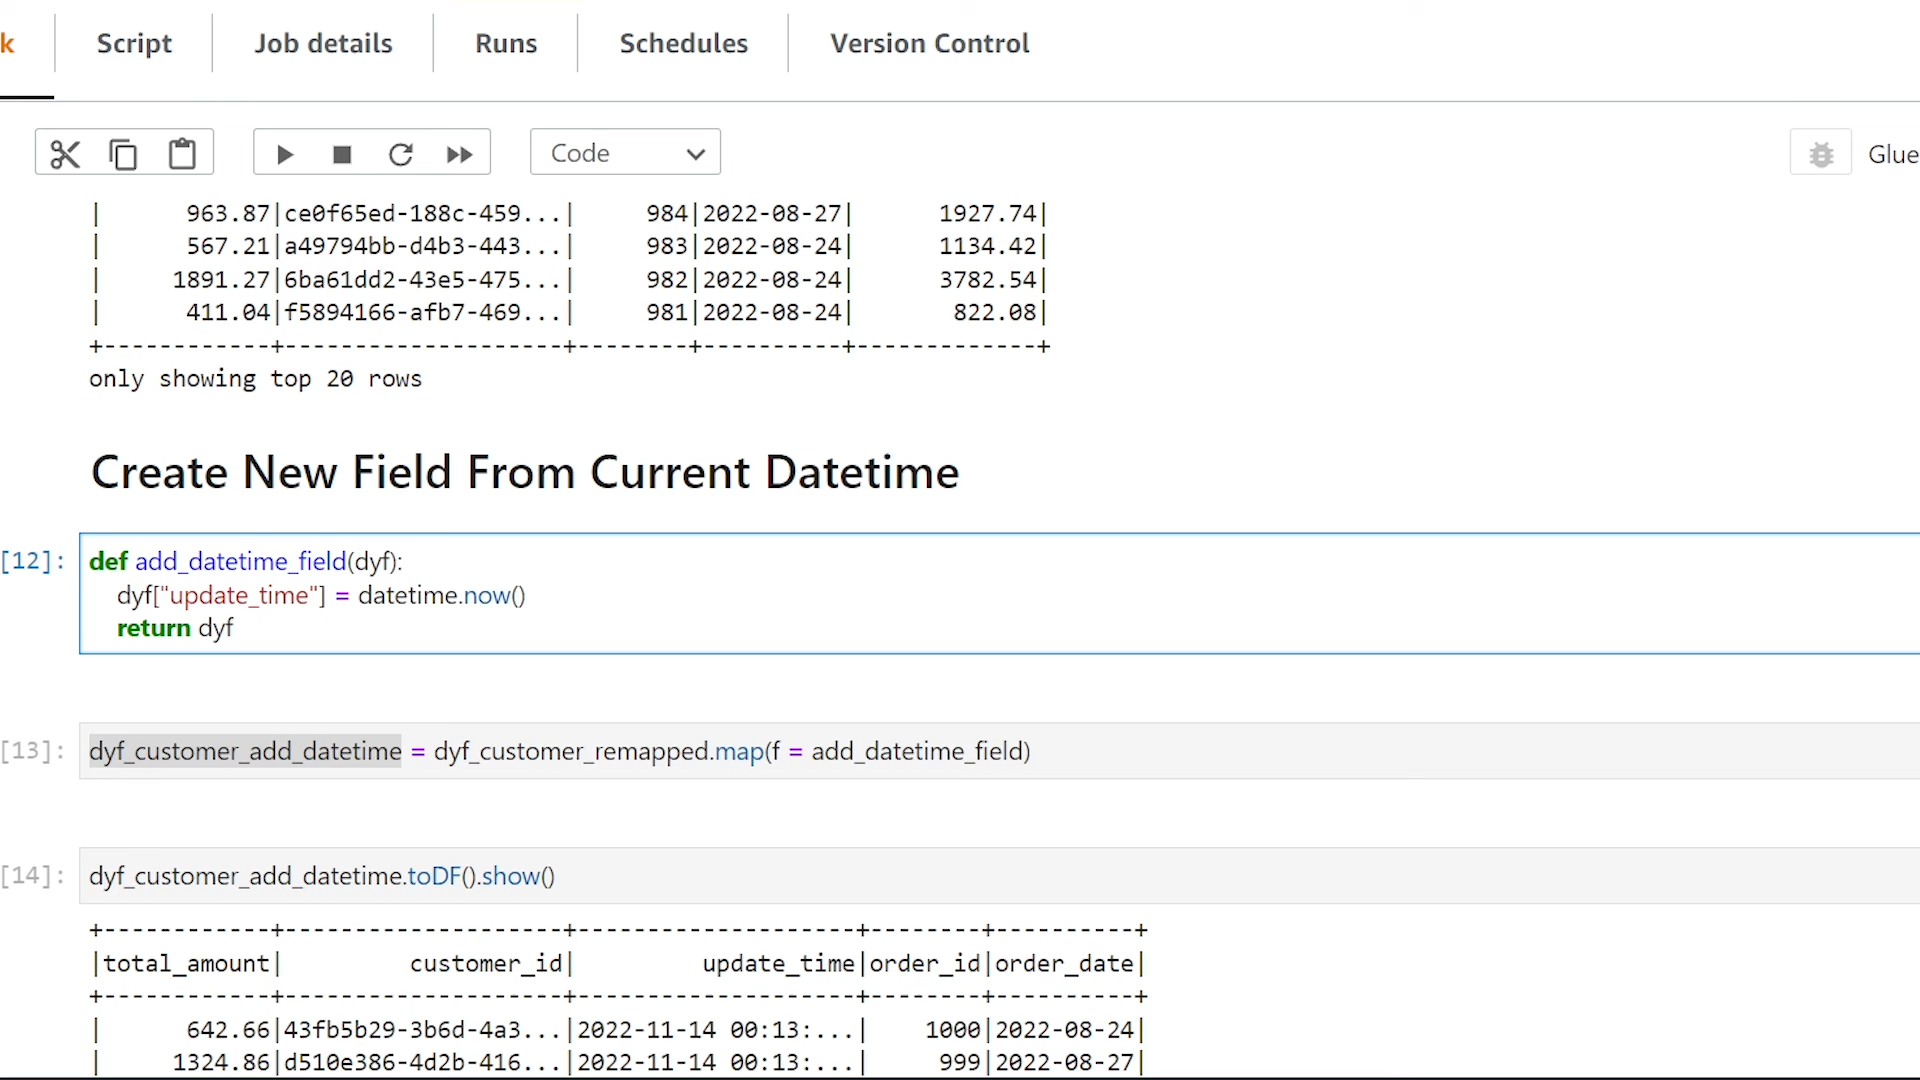 k Script Job details Runs Schedules Version Control
Code Glue
| 963.87|ce0f65ed-188c-459...| 984|2022-08-27| 1927.74|
| 567.21|a49794bb-d4b3-443...| 983|2022-08-24| 1134.42|
| 1891.27|6ba61dd2-43e5-475...| 982|2022-08-24| 3782.54|
| 411.04|f5894166-afb7-469...| 981|2022-08-24| 822.08|
+------------+--------------------+--------+----------+-------------+
only showing top 20 rows
Create New Field From Current Datetime
[12]: def add_datetime_field(dyf):
dyf["update_time"] = datetime.now()
return dyf
[13]: dyf_customer_add_datetime = dyf_customer_remapped.map(f = add_datetime_field)
[14]: dyf_customer_add_datetime.toDF().show()
+------------+--------------------+--------------------+--------+----------+
|total_amount| customer_id| update_time|order_id|order_date|
+------------+--------------------+--------------------+--------+----------+
| 642.66|43fb5b29-3b6d-4a3...|2022-11-14 00:13:...| 1000|2022-08-24|
| 1324.86|d510e386-4d2b-416...|2022-11-14 00:13:...| 999|2022-08-27|